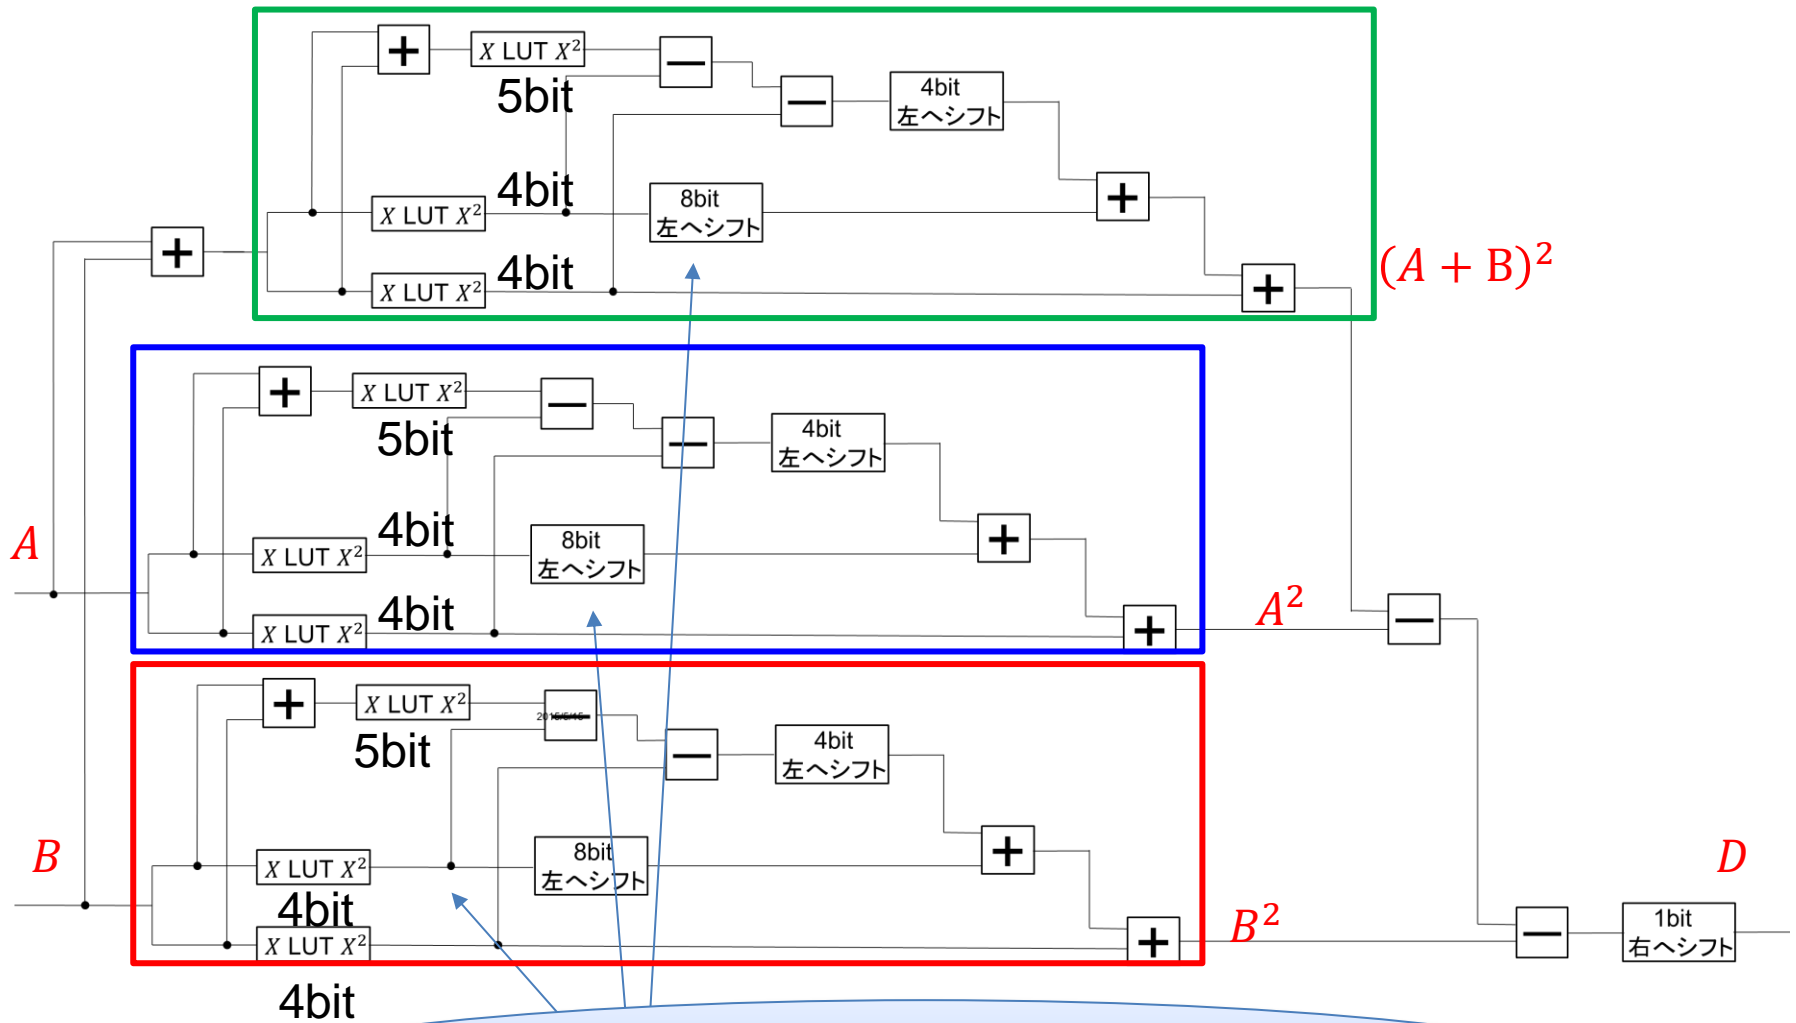 X LUT X²
5bit
4bit
左へシフト
X LUT X²
4bit
8bit
左へシフト
X LUT X²
4bit
(A + B)²
X LUT X²
5bit
4bit
左へシフト
A
X LUT X²
4bit
8bit
左へシフト
X LUT X²
4bit
A²
X LUT X²
5bit
4bit
左へシフト
B
X LUT X²
4bit
8bit
左へシフト
X LUT X²
4bit
B²
D
1bit
右へシフト